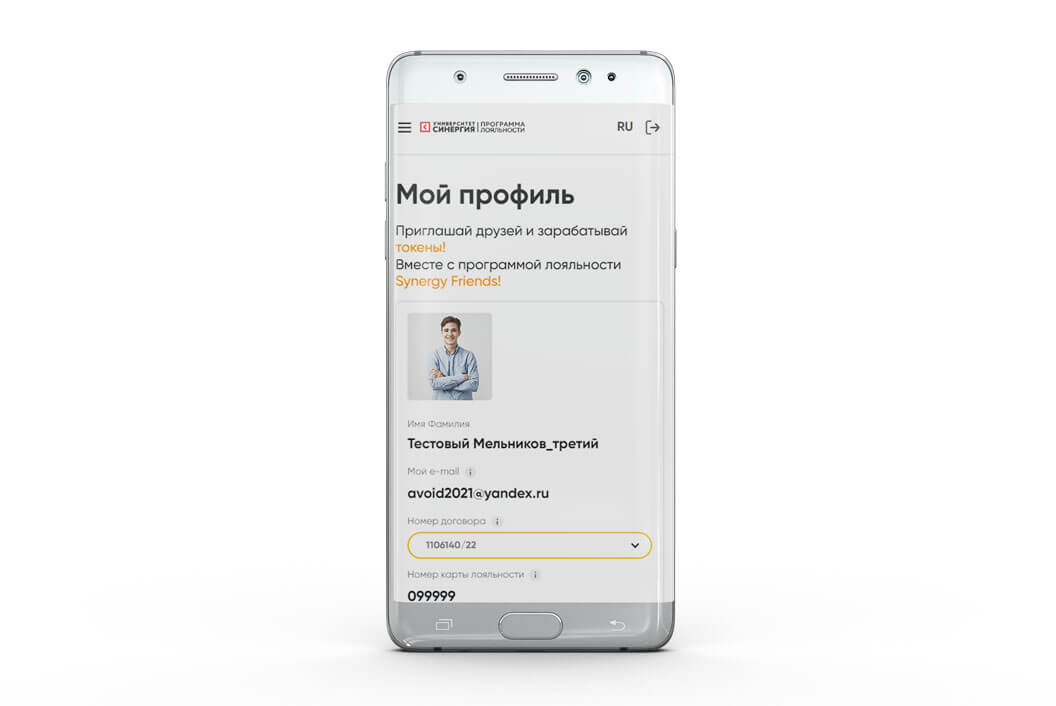 УНИВЕРСИТЕТ
СИНЕРГИЯ
ПРОГРАММА
ЛОЯЛЬНОСТИ
RU
Мой профиль
Приглашай друзей и зарабатывай
токены!
Вместе с программой лояльности
Synergy Friends!
Имя Фамилия
Тестовый Мельников_третий
Мой e-mail i
avoid2021@yandex.ru
Номер договора i
1106140/22
Номер карты лояльности i
099999